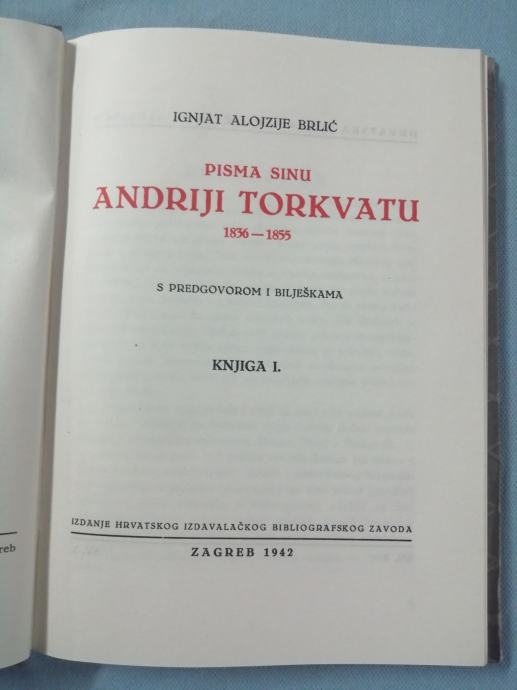 IGNJAT ALOJZIJE BRLIĆ
PISMA SINU
ANDRIJI TORKVATU
1836—1855
S PREDGOVOROM I BILJEŠKAMA
KNJIGA I.
IZDANJE HRVATSKOG IZDAVALAČKOG BIBLIOGRAFSKOG ZAVODA
ZAGREB 1942
reb